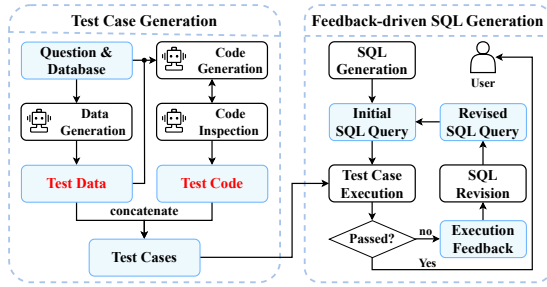 Test Case Generation
Question &
Database
Code
Generation
Data
Generation
Code
Inspection
Test Data
Test Code
concatenate
Test Cases
Feedback-driven SQL Generation
SQL
Generation
User
Initial
SQL Query
Revised
SQL Query
Test Case
Execution
SQL
Revision
Passed?
no
Execution
Feedback
Yes